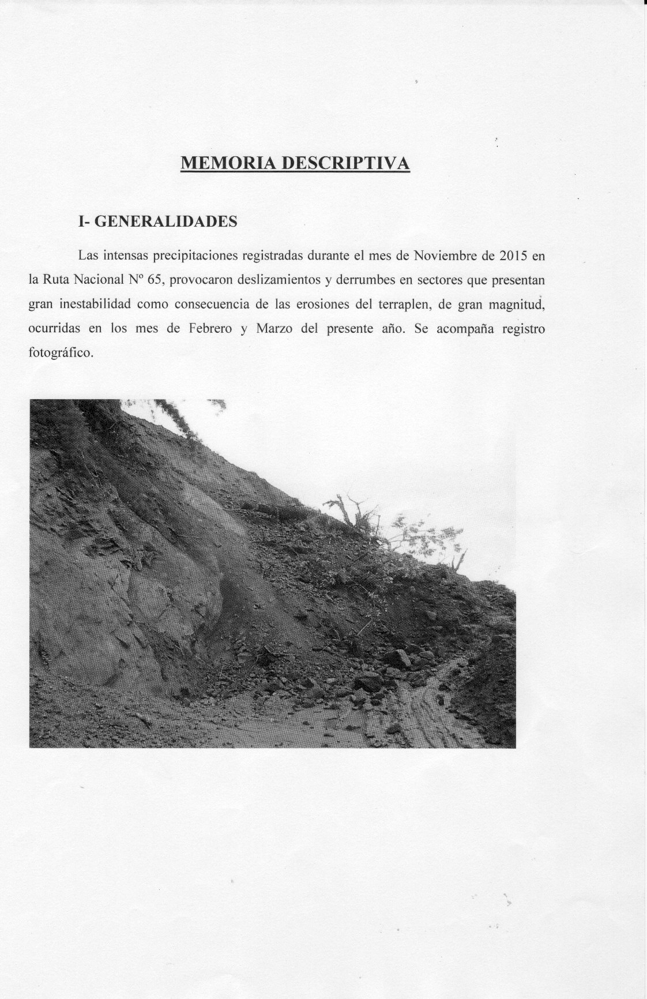 MEMORIA DESCRIPTIVA
I- GENERALIDADES
Las intensas precipitaciones registradas durante el mes de Noviembre de 2015 en
la Ruta Nacional Nº 65, provocaron deslizamientos y derrumbes en sectores que presentan
gran inestabilidad como consecuencia de las erosiones del terraplen, de gran magnitud,
ocurridas en los mes de Febrero y Marzo del presente año. Se acompaña registro
fotográfico.